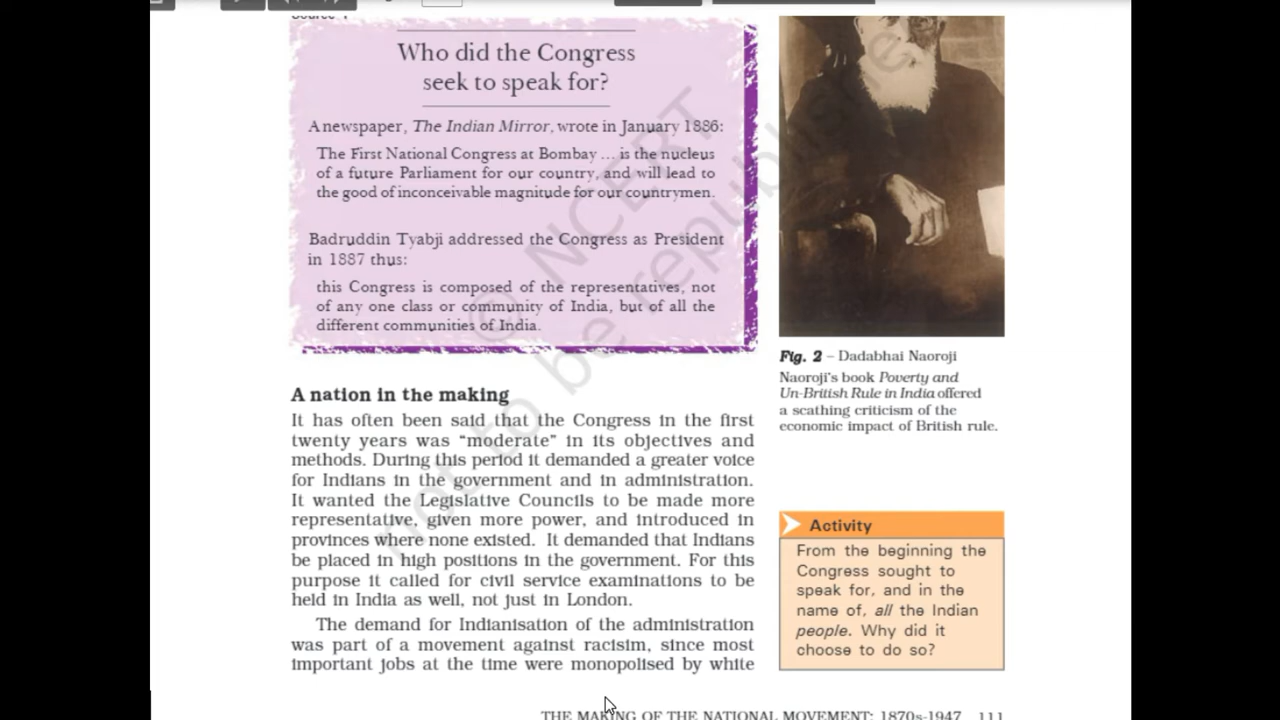 Source 1
Who did the Congress
seek to speak for?
A newspaper, The Indian Mirror, wrote in January 1886:
The First National Congress at Bombay ... is the nucleus
of a future Parliament for our country, and will lead to
the good of inconceivable magnitude for our countrymen.
Badruddin Tyabji addressed the Congress as President
in 1887 thus:
this Congress is composed of the representatives, not
of any one class or community of India, but of all the
different communities of India.
A nation in the making
It has often been said that the Congress in the first
twenty years was “moderate” in its objectives and
methods. During this period it demanded a greater voice
for Indians in the government and in administration.
It wanted the Legislative Councils to be made more
representative, given more power, and introduced in
provinces where none existed. It demanded that Indians
be placed in high positions in the government. For this
purpose it called for civil service examinations to be
held in India as well, not just in London.
The demand for Indianisation of the administration
was part of a movement against racisim, since most
important jobs at the time were monopolised by white
Fig. 2 – Dadabhai Naoroji
Naoroji's book Poverty and
Un-British Rule in India offered
a scathing criticism of the
economic impact of British rule.
Activity
From the beginning the
Congress sought to
speak for, and in the
name of, all the Indian
people. Why did it
choose to do so?
THE MAKING OF THE NATIONAL MOVEMENT: 1870s-1947 111
© NCERT
not to be republishe